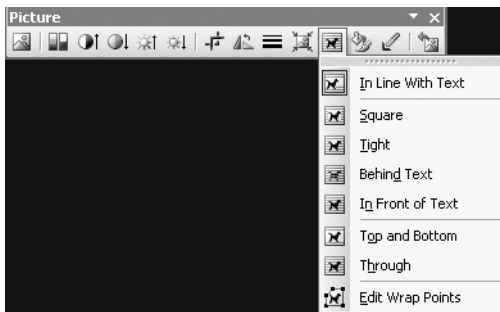 Picture
In Line With Text
Square
Tight
Behind Text
In Front of Text
Top and Bottom
Through
Edit Wrap Points